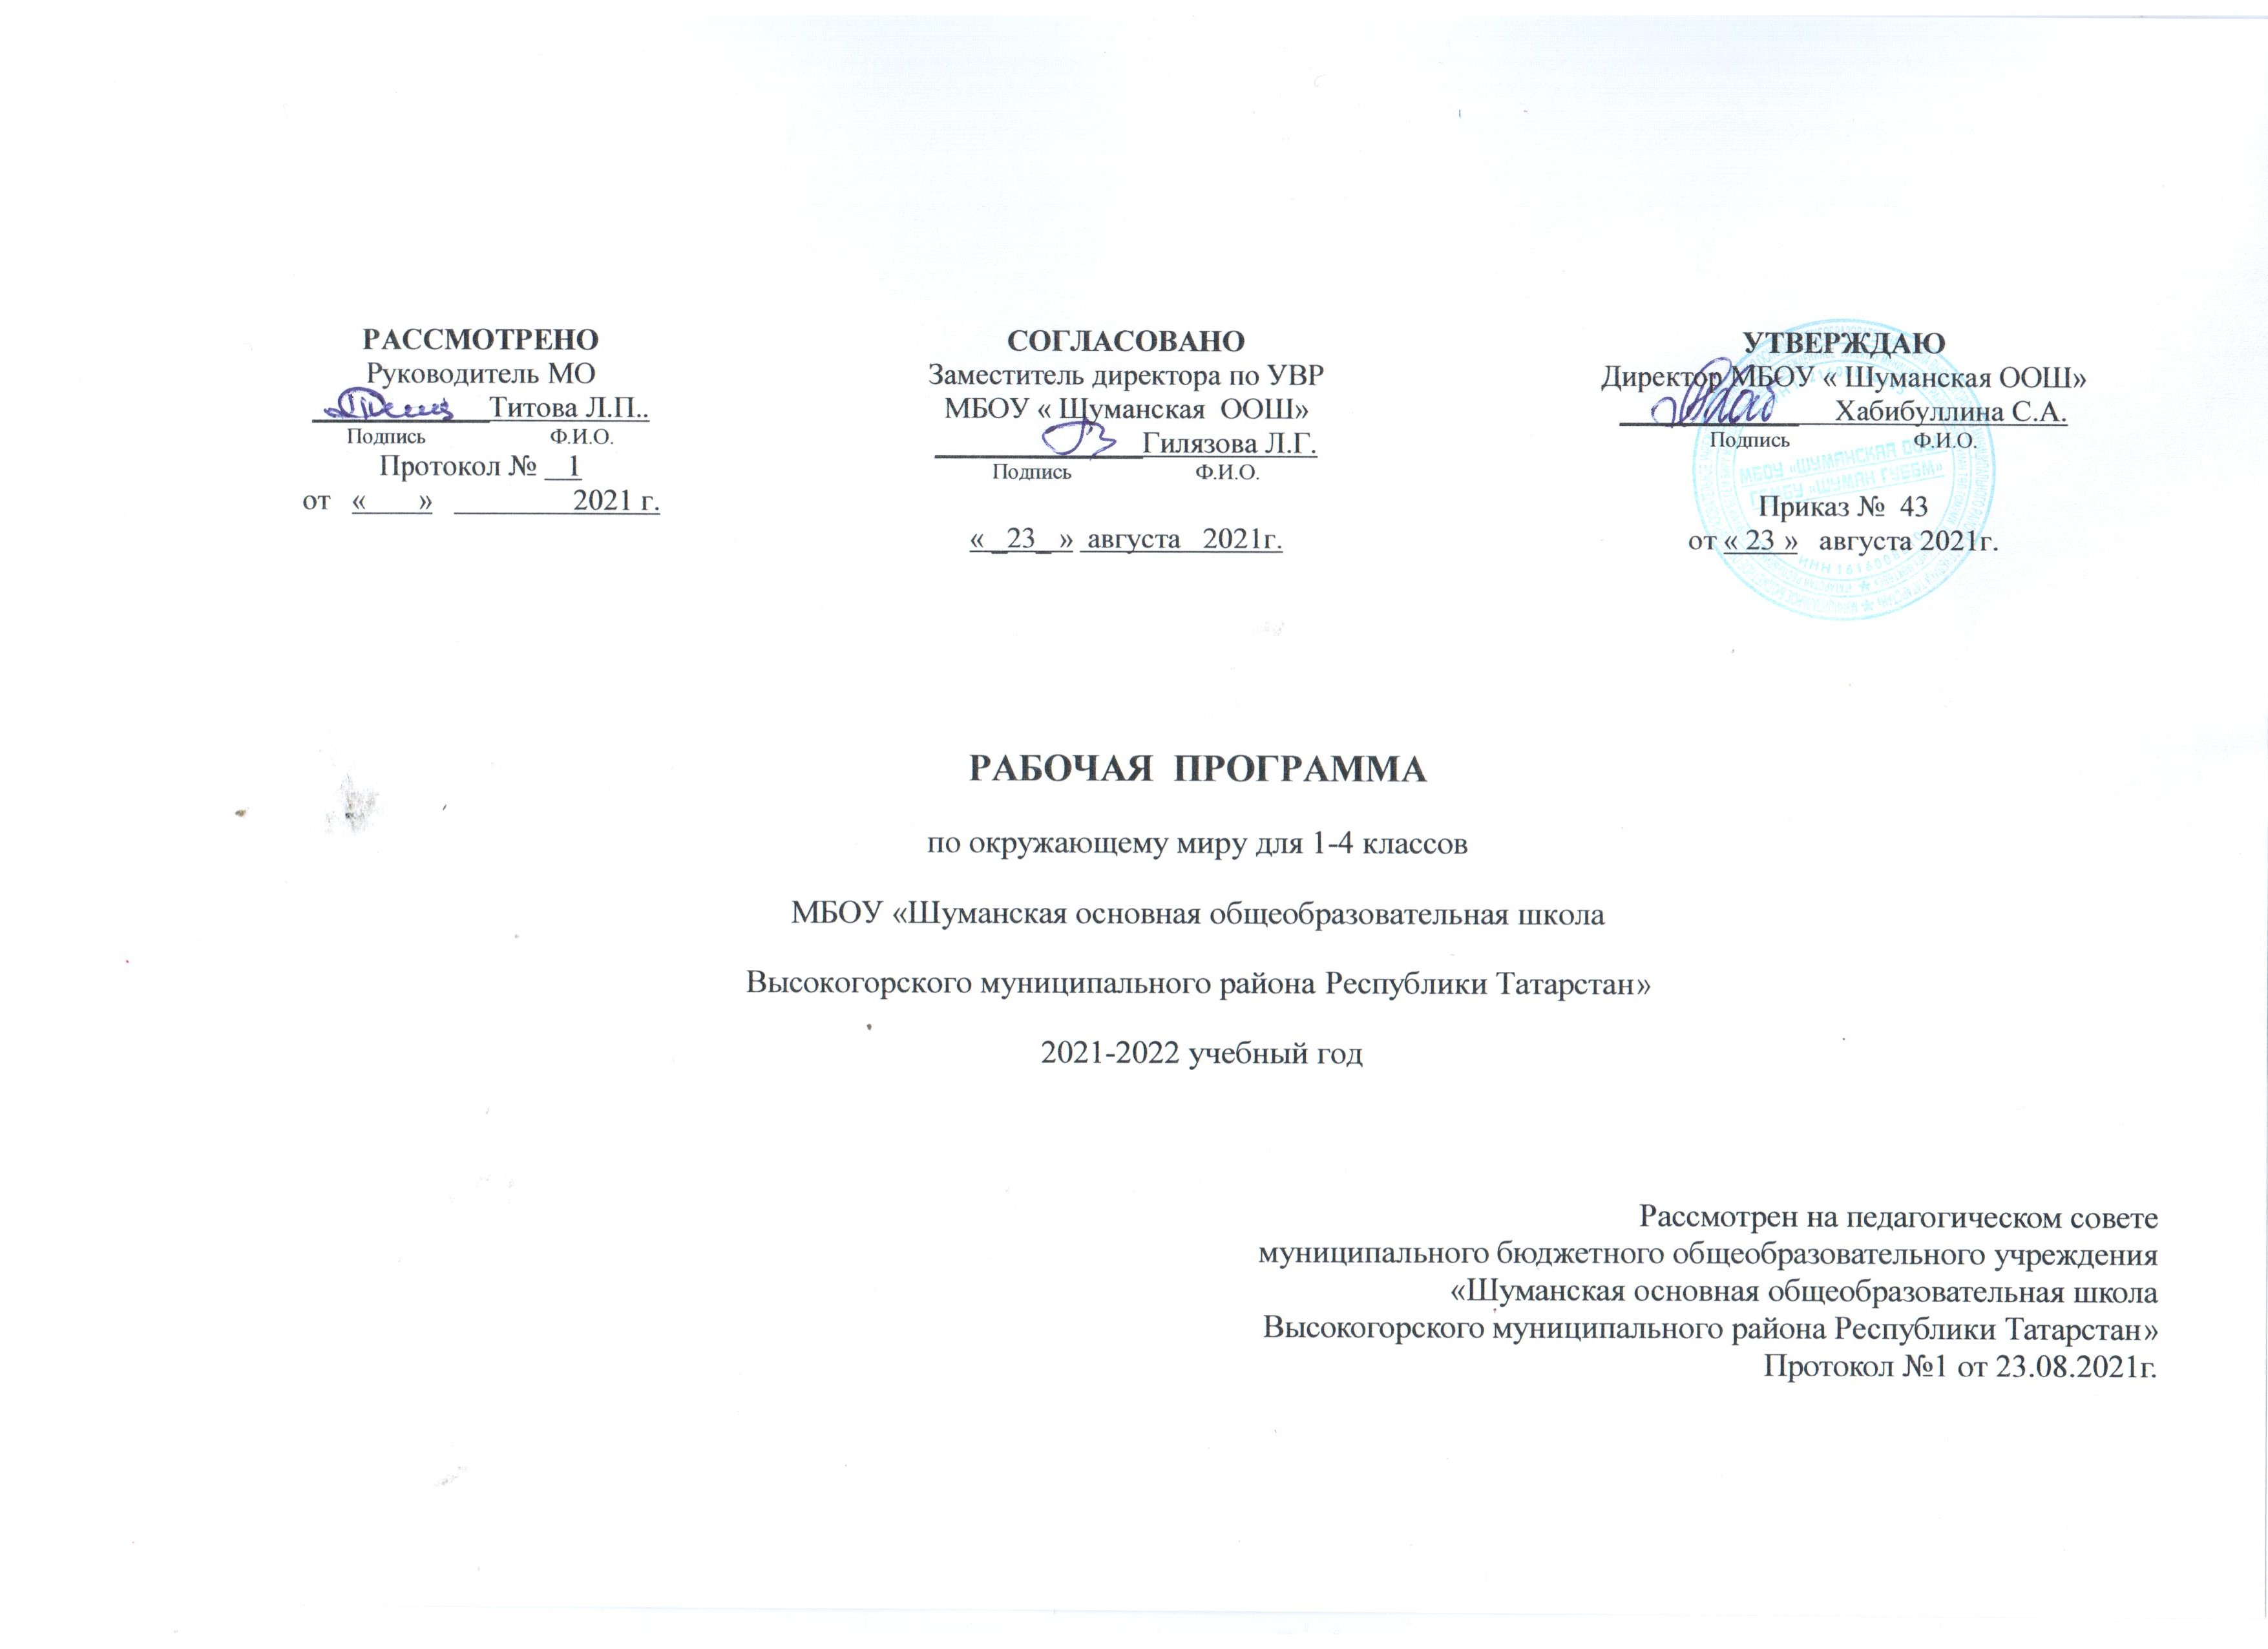 РАССМОТРЕНО
Руководитель МО
Титова Л.П..
Подпись Ф.И.О.
Протокол № 1
от « » 2021 г.
СОГЛАСОВАНО
Заместитель директора по УВР
МБОУ « Шуманская ООШ»
Гилязова Л.Г.
Подпись Ф.И.О.
« 23 » августа 2021г.
УТВЕРЖДАЮ
Директор МБОУ « Шуманская ООШ»
Хабибуллина С.А.
Подпись Ф.И.О.
Приказ № 43
от « 23 » августа 2021г.
МБОУ «ШУМАНСКАЯ
«ШУМАН
РАБОЧАЯ ПРОГРАММА
по окружающему миру для 1-4 классов
МБОУ «Шуманская основная общеобразовательная школа
Высокогорского муниципального района Республики Татарстан»
2021-2022 учебный год
Рассмотрен на педагогическом совете
муниципального бюджетного общеобразовательного учреждения
«Шуманская основная общеобразовательная школа
Высокогорского муниципального района Республики Татарстан»
Протокол №1 от 23.08.2021г.